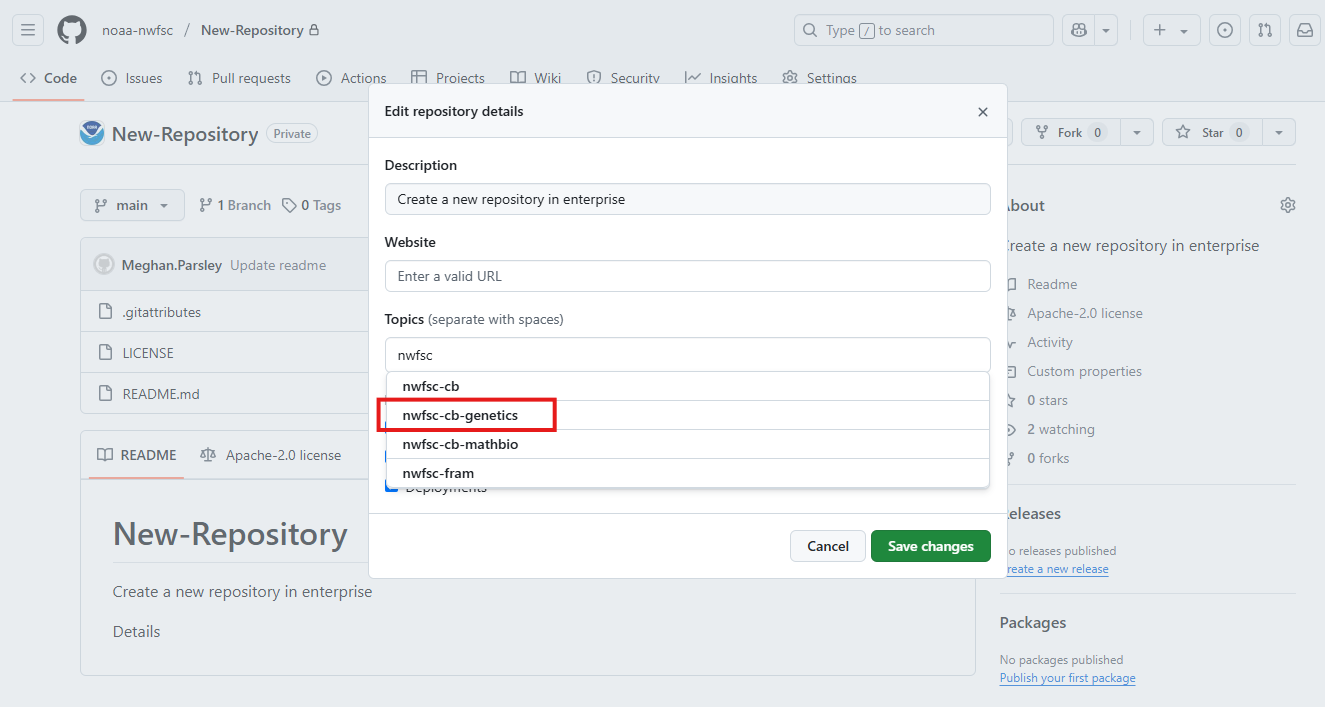 noaa-nwfsc / New-Repository
Type / to search
Code Issues Pull requests Actions Projects Wiki Security Insights Settings
New-Repository Private
Fork 0
Star 0
main 1 Branch 0 Tags
Meghan.Parsley Update readme
.gitattributes
LICENSE
README.md
README Apache-2.0 license
New-Repository
Create a new repository in enterprise
Details
Edit repository details
Description
Create a new repository in enterprise
Website
Enter a valid URL
Topics (separate with spaces)
nwfsc
nwfsc-cb
nwfsc-cb-genetics
nwfsc-cb-mathbio
nwfsc-fram
Deployments
Cancel Save changes
bout
reate a new repository in enterprise
Readme
Apache-2.0 license
Activity
Custom properties
0 stars
2 watching
0 forks
eleases
o releases published
reate a new release
Packages
No packages published
Publish your first package